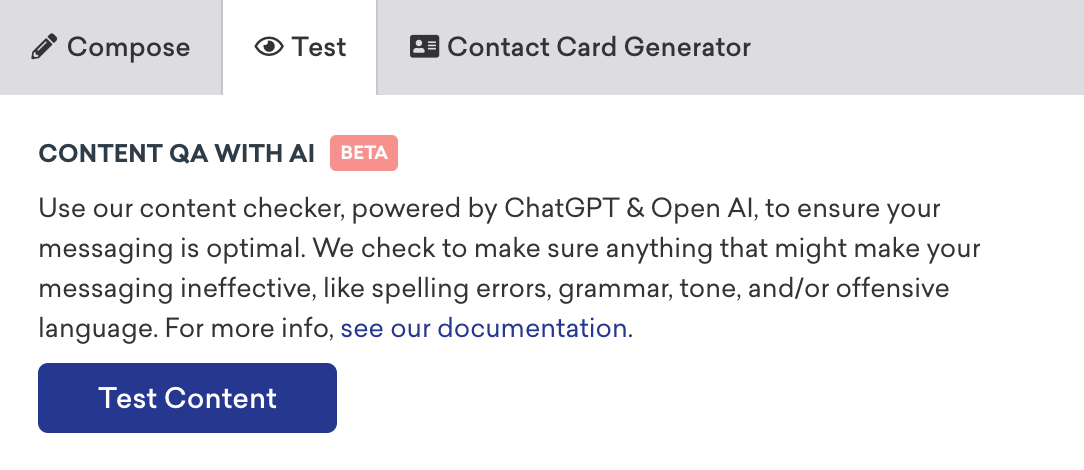 Compose
Test
Contact Card Generator
CONTENT QA WITH AI BETA
Use our content checker, powered by ChatGPT & Open AI, to ensure your
messaging is optimal. We check to make sure anything that might make your
messaging ineffective, like spelling errors, grammar, tone, and/or offensive
language. For more info, see our documentation.
Test Content